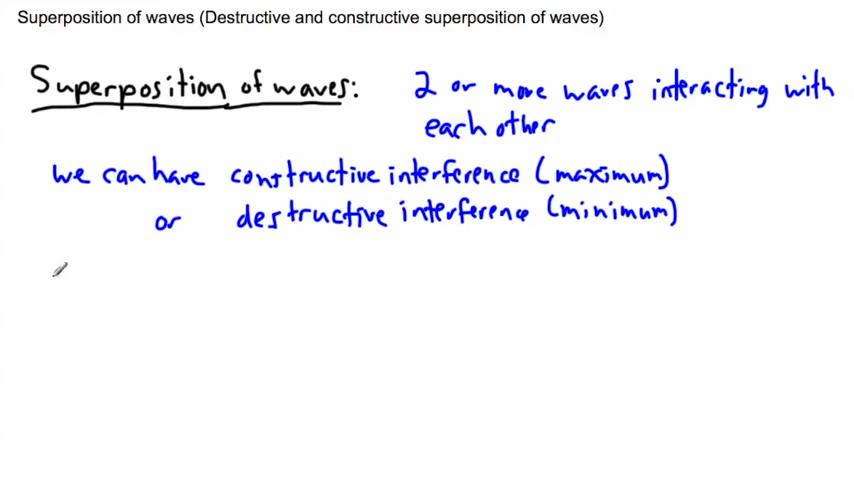 Superposition of waves (Destructive and constructive superposition of waves)
Superposition of waves: 2 or more waves interacting with
each other
we can have constructive interference (maximum)
or destructive interference (minimum)